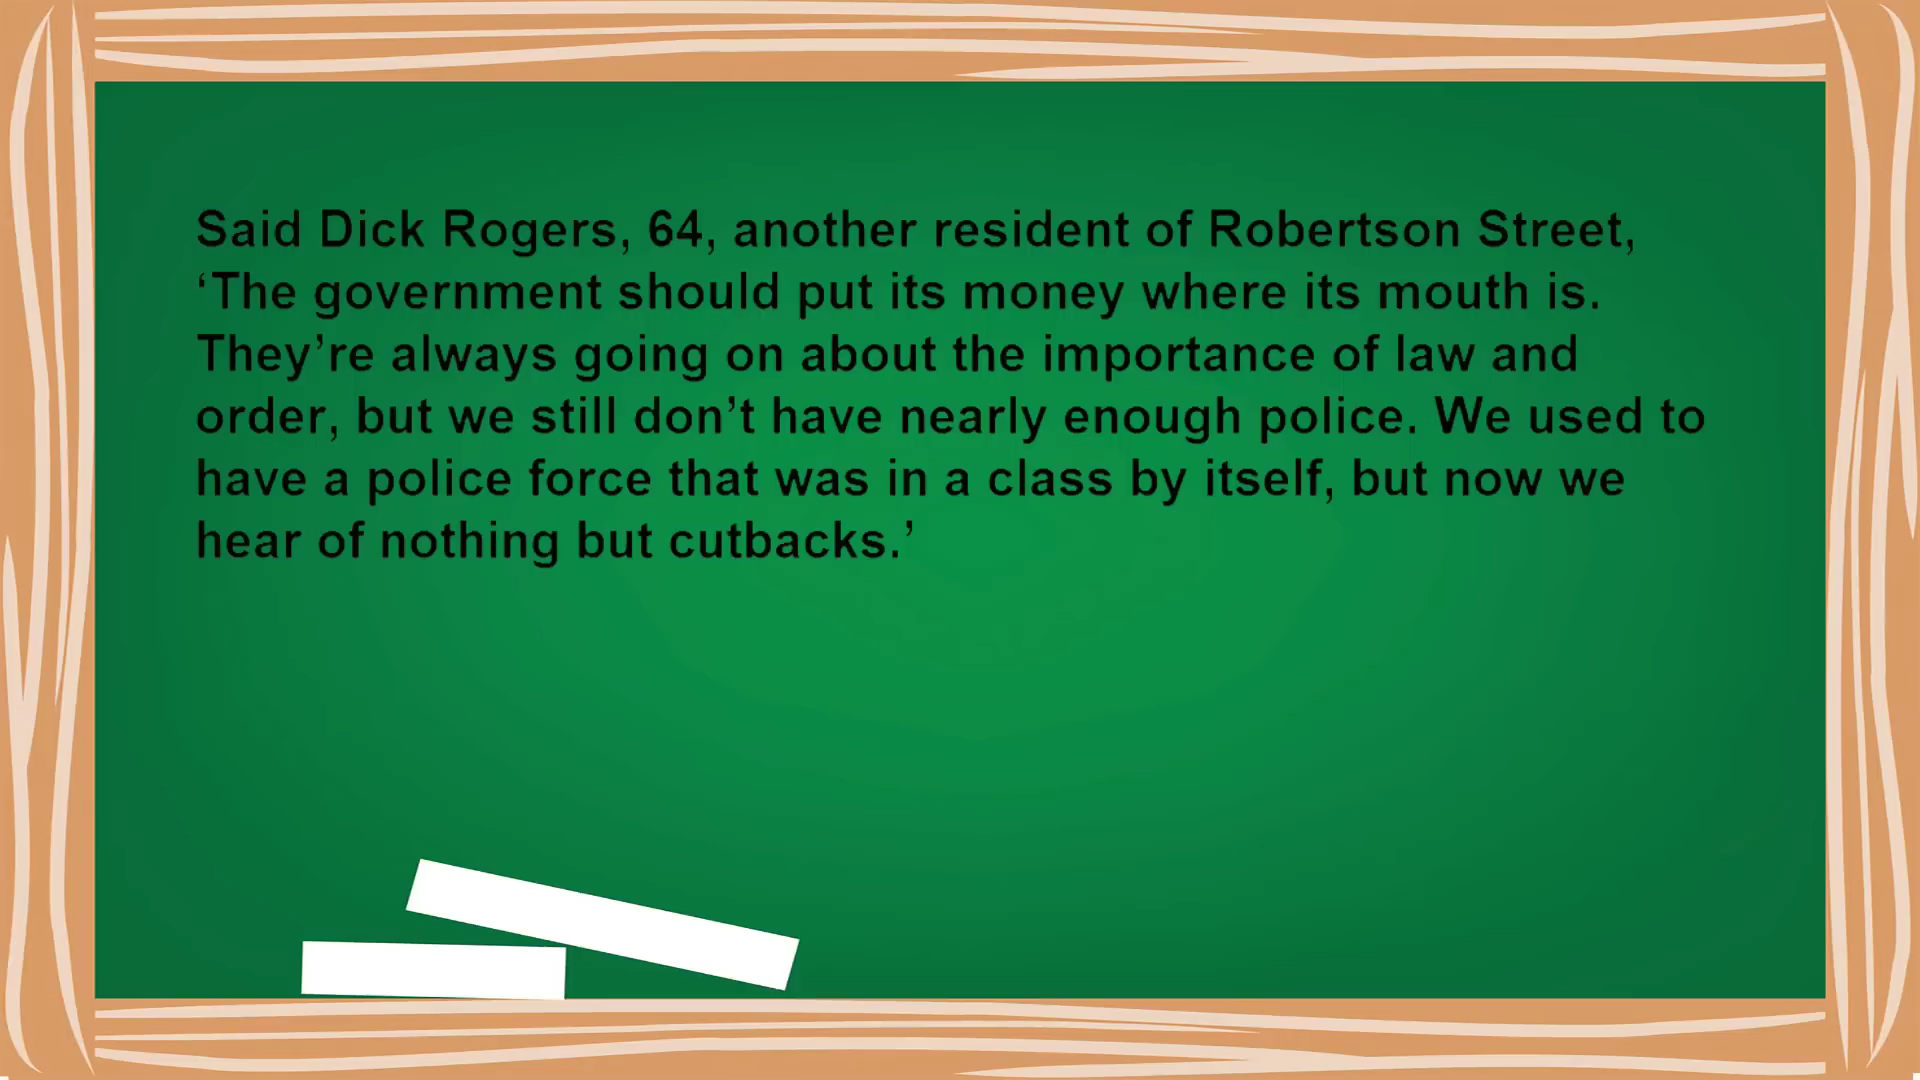 Said Dick Rogers, 64, another resident of Robertson Street,
‘The government should put its money where its mouth is.
They’re always going on about the importance of law and
order, but we still don’t have nearly enough police. We used to
have a police force that was in a class by itself, but now we
hear of nothing but cutbacks.’